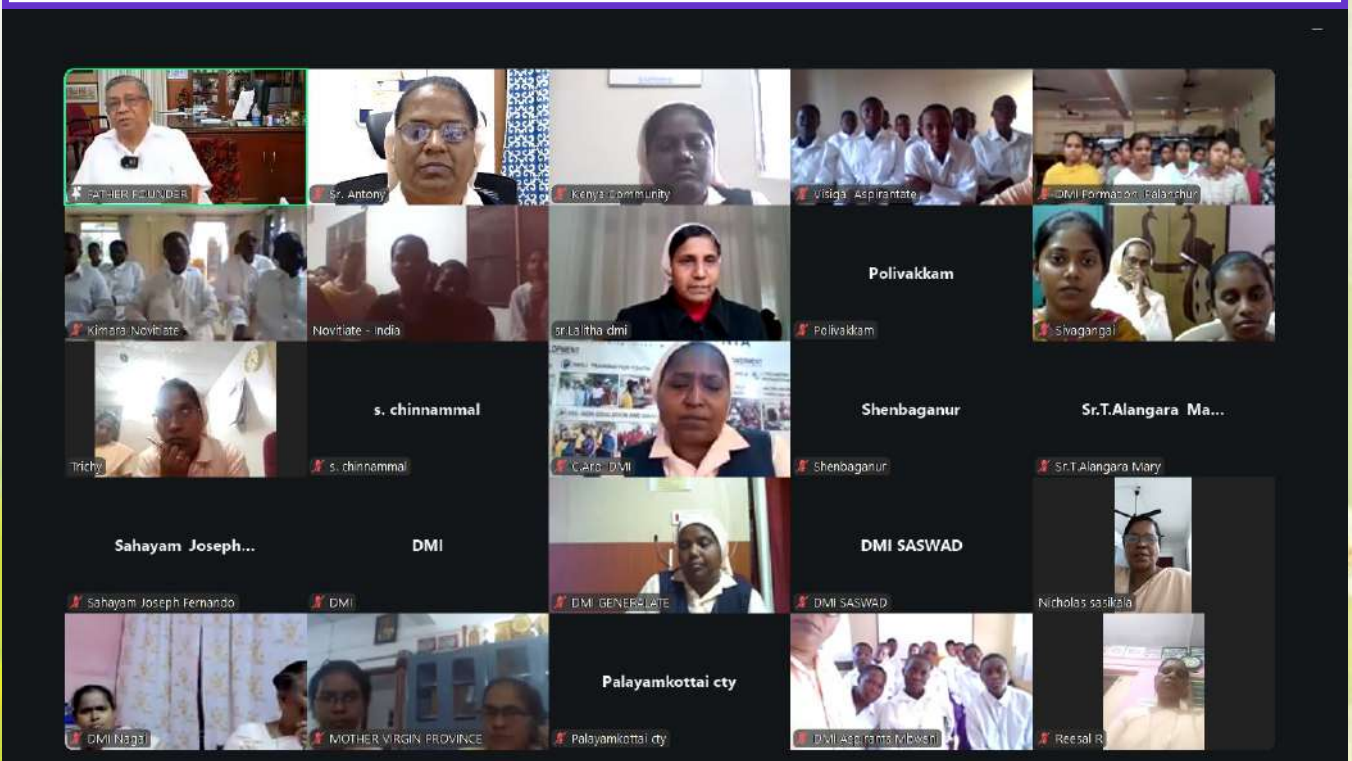 FATHER FOUNDER
Sr. Antony
Kenya Community
Visigai Aspirantate
DMI Formation Palanchur
Kimara Novitiate
Novitiate - India
sr Lalitha dmi
Polivakkam
Polivakkam
Sivagangai
Trichy
s. chinnammal
s. chinnammal
DMI
Shenbaganur
Shenbaganur
Sr.T.Alangara Ma...
Sr.T.Alangara Mary
Sahayam Joseph...
Sahayam Joseph Fernando
DMI
DMI
DMI GENERALATE
DMI SASWAD
DMI SASWAD
Nicholas sasikala
DMI Nagai
MOTHER VIRGIN PROVINCE
Palayamkottai cty
Palayamkottai cty
DMI Aspirants Mbweni
Reesal R